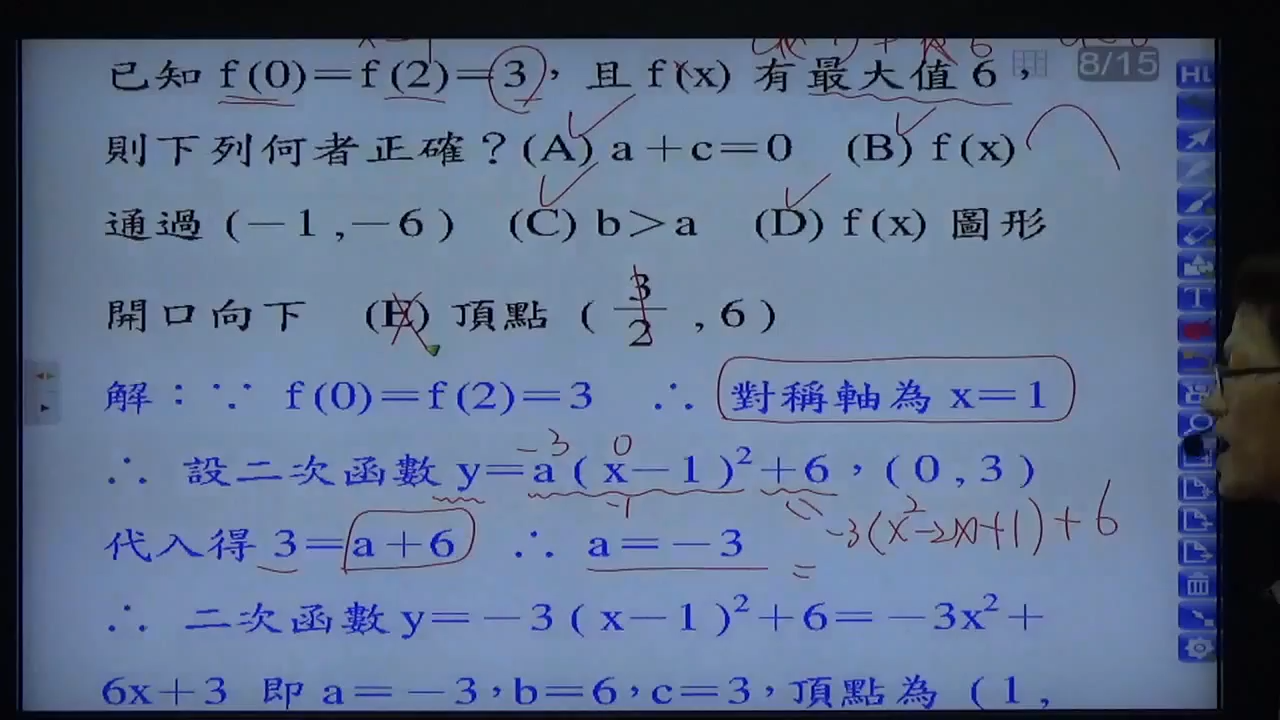 8/15
已知 f(0)=f(2)=3，且 f(x) 有最大值 6，
則下列何者正確？(A) a+c=0 (B) f(x)
通過 (-1,-6) (C) b>a (D) f(x) 圖形
開口向下 (E) 頂點 (3/2,6)
解：∵ f(0)=f(2)=3 ∴ 對稱軸為 x=1
-3 0
∴ 設二次函數 y=a(x-1)²+6，(0,3)
-1
代入得 3=a+6 ∴ a=-3
= -3(x²-2x+1)+6
∴ 二次函數 y=-3(x-1)²+6=-3x²+
6x+3 即 a=-3，b=6，c=3，頂點為 (1,
T